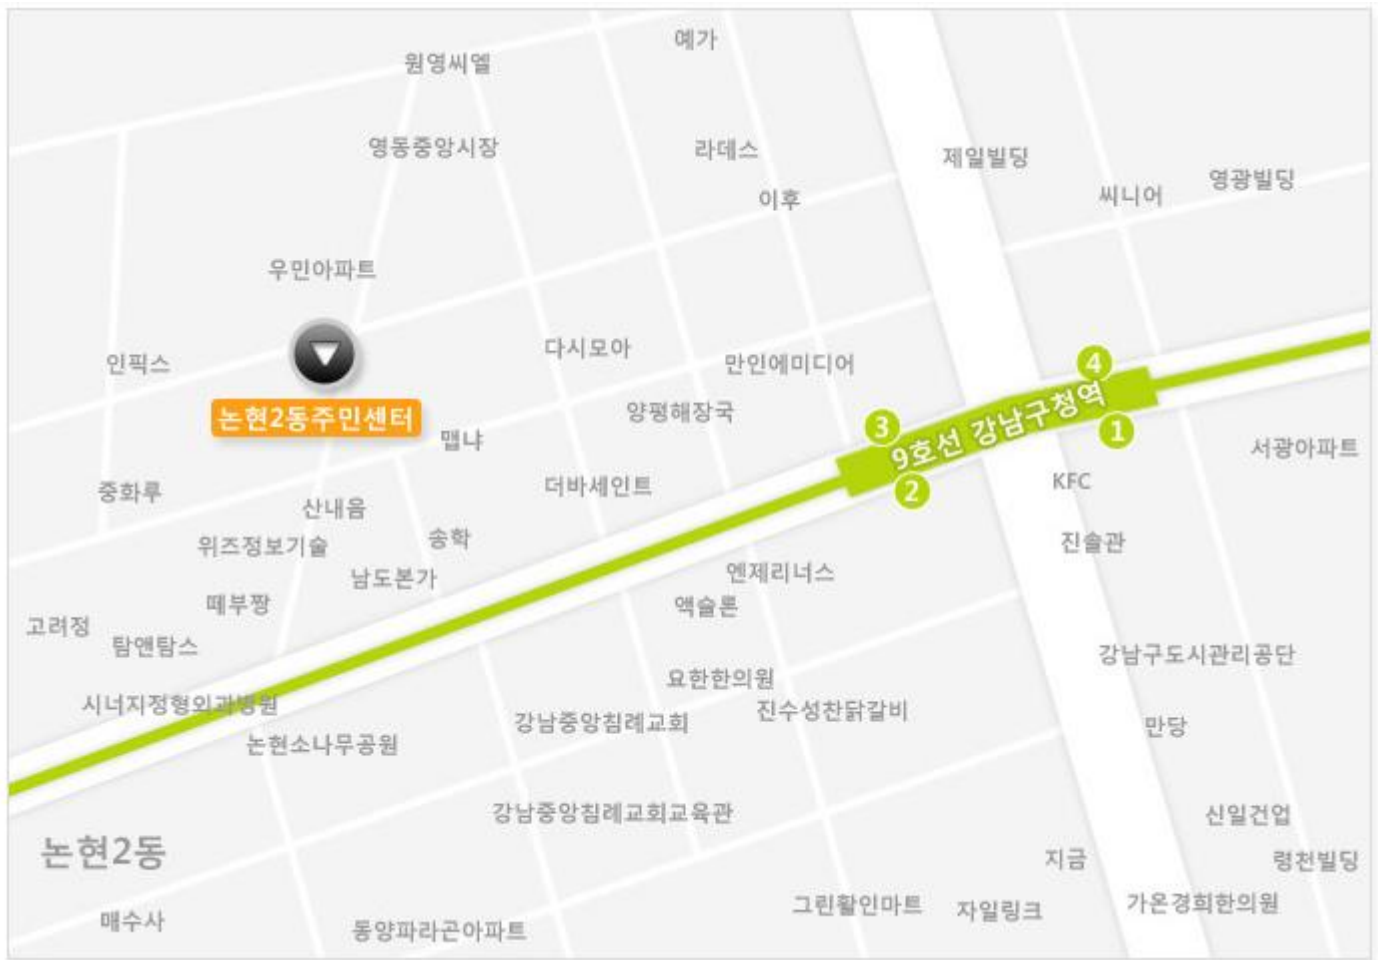 예가
원영씨엘
영동중앙시장
라데스
제일빌딩
영광빌딩
씨니어
이후
우민아파트
다시모아
인픽스
만인에미디어
4
양평해장국
논현2동주민센터
3
9호선 강남구청역
1
맵냐
서광아파트
KFC
더바세인트
2
중화루
산내음
송학
진솔관
위즈정보기술
엔제리너스
남도본가
떼부짱
액슬론
고려정
탐앤탐스
강남구도시관리공단
요한한의원
시너지정형외과병원
진수성찬닭갈비
강남중앙침례교회
만당
논현소나무공원
강남중앙침례교회교육관
신일건업
논현2동
지금
령천빌딩
그린활인마트
가온경희한의원
자일링크
매수사
동양파라곤아파트